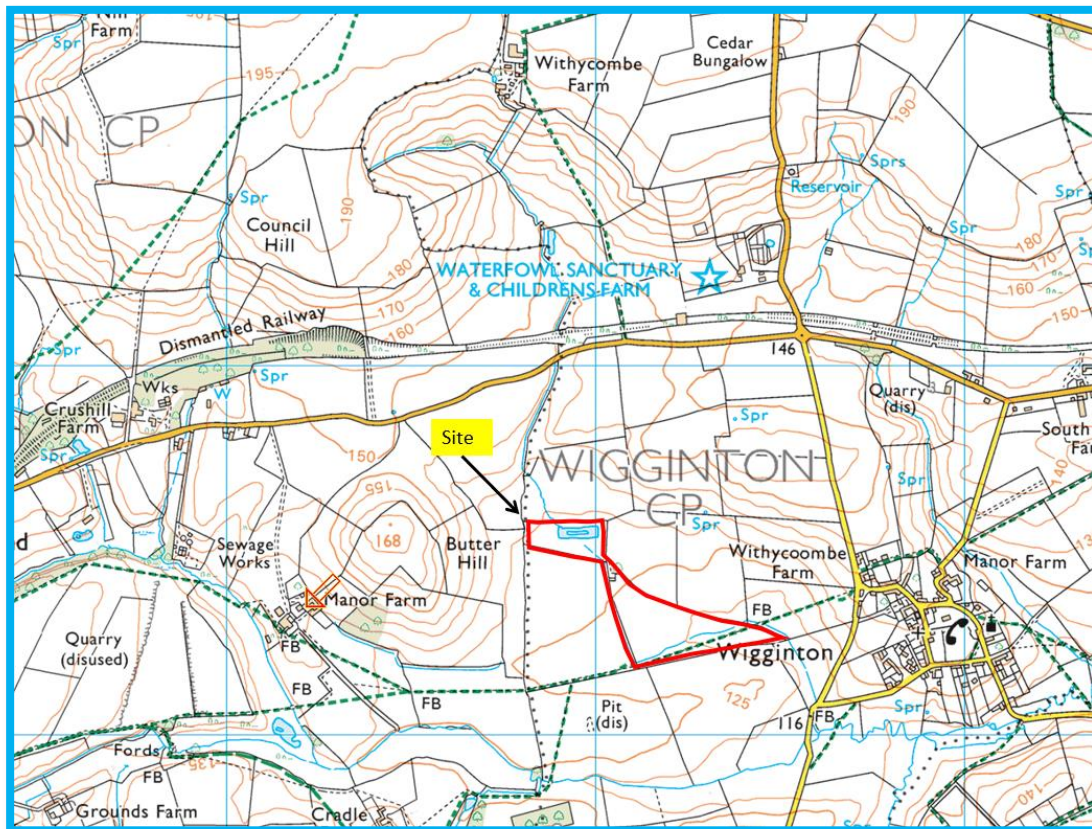 Spr
Farm
195
Withycombe
Farm
Cedar
Bungalow
190
ON CP
Sprs
Reservoir
Spr
Spr
Council
Hill
190
Spr
180
170
160
WATERFOWL SANCTUARY
& CHILDRENS FARM
180
170
160
150
Dismantled Railway
146
Spr
Wks
Spr
W
Crushill
Farm
Spr
Quarry
(dis)
South
Site
Spr
150
155
WIGGINTON
CP
140
Spr
Spr
168
Butter
Hill
Sewage
Works
Withycoombe
Farm
Manor Farm
Manor Farm
FB
Wigginton
Quarry
(disused)
FB
FB
FB
Pit
(dis)
125
116
FB
Spr
Fords
FB
135
Grounds Farm
Cradle
140